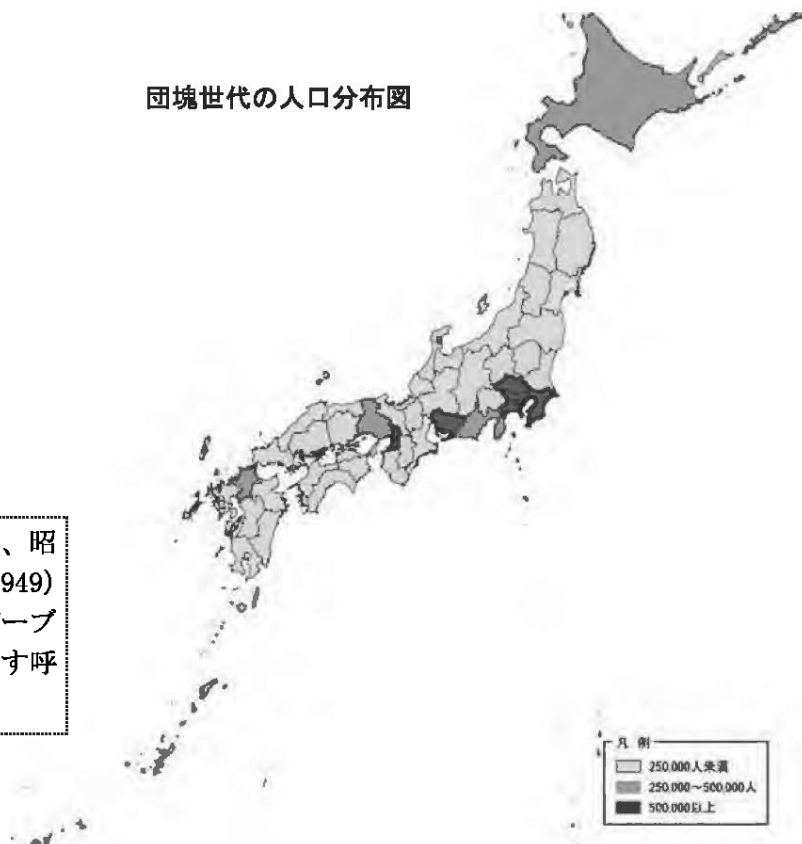 団塊世代の人口分布図
、昭
949)
ーブ
す呼
凡 例
250,000人未満
250,000～500,000人
500,000以上